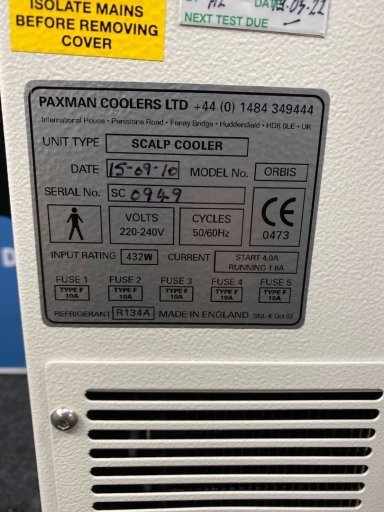 ISOLATE MAINS
BEFORE REMOVING
COVER
NEXT TEST DUE
PAXMAN COOLERS LTD +44 (0) 1484 349444
International House • Penistone Road • Fenay Bridge • Huddersfield • HD8 0LE • UK
UNIT TYPE SCALP COOLER
DATE 15-09-10 MODEL No. ORBIS
SERIAL No. SC 0949
VOLTS CYCLES
220-240V 50/60Hz
CE
0473
INPUT RATING 432W CURRENT START 4.0A
RUNNING 1.8A
FUSE 1 FUSE 2 FUSE 3 FUSE 4 FUSE 5
TYPE F TYPE F TYPE F TYPE F TYPE F
10A 10A 10A 10A 10A
REFRIGERANT R134A MADE IN ENGLAND